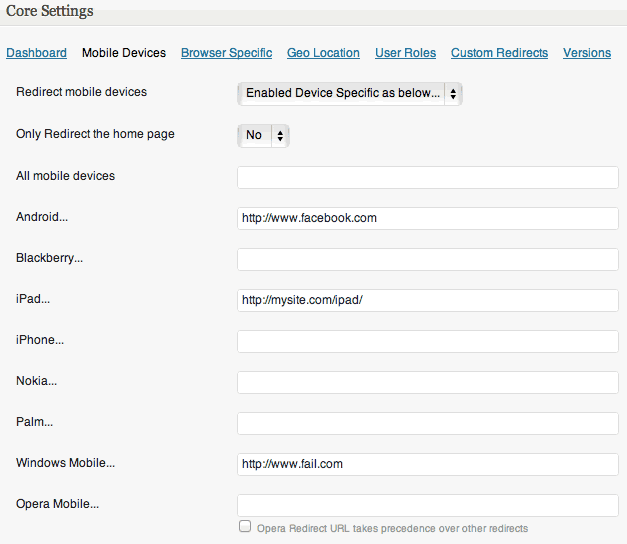 Core Settings
Dashboard Mobile Devices Browser Specific Geo Location User Roles Custom Redirects Versions
Redirect mobile devices Enabled Device Specific as below...
Only Redirect the home page No
All mobile devices
Android... http://www.facebook.com
Blackberry...
iPad... http://mysite.com/ipad/
iPhone...
Nokia...
Palm...
Windows Mobile... http://www.fail.com
Opera Mobile...
Opera Redirect URL takes precedence over other redirects